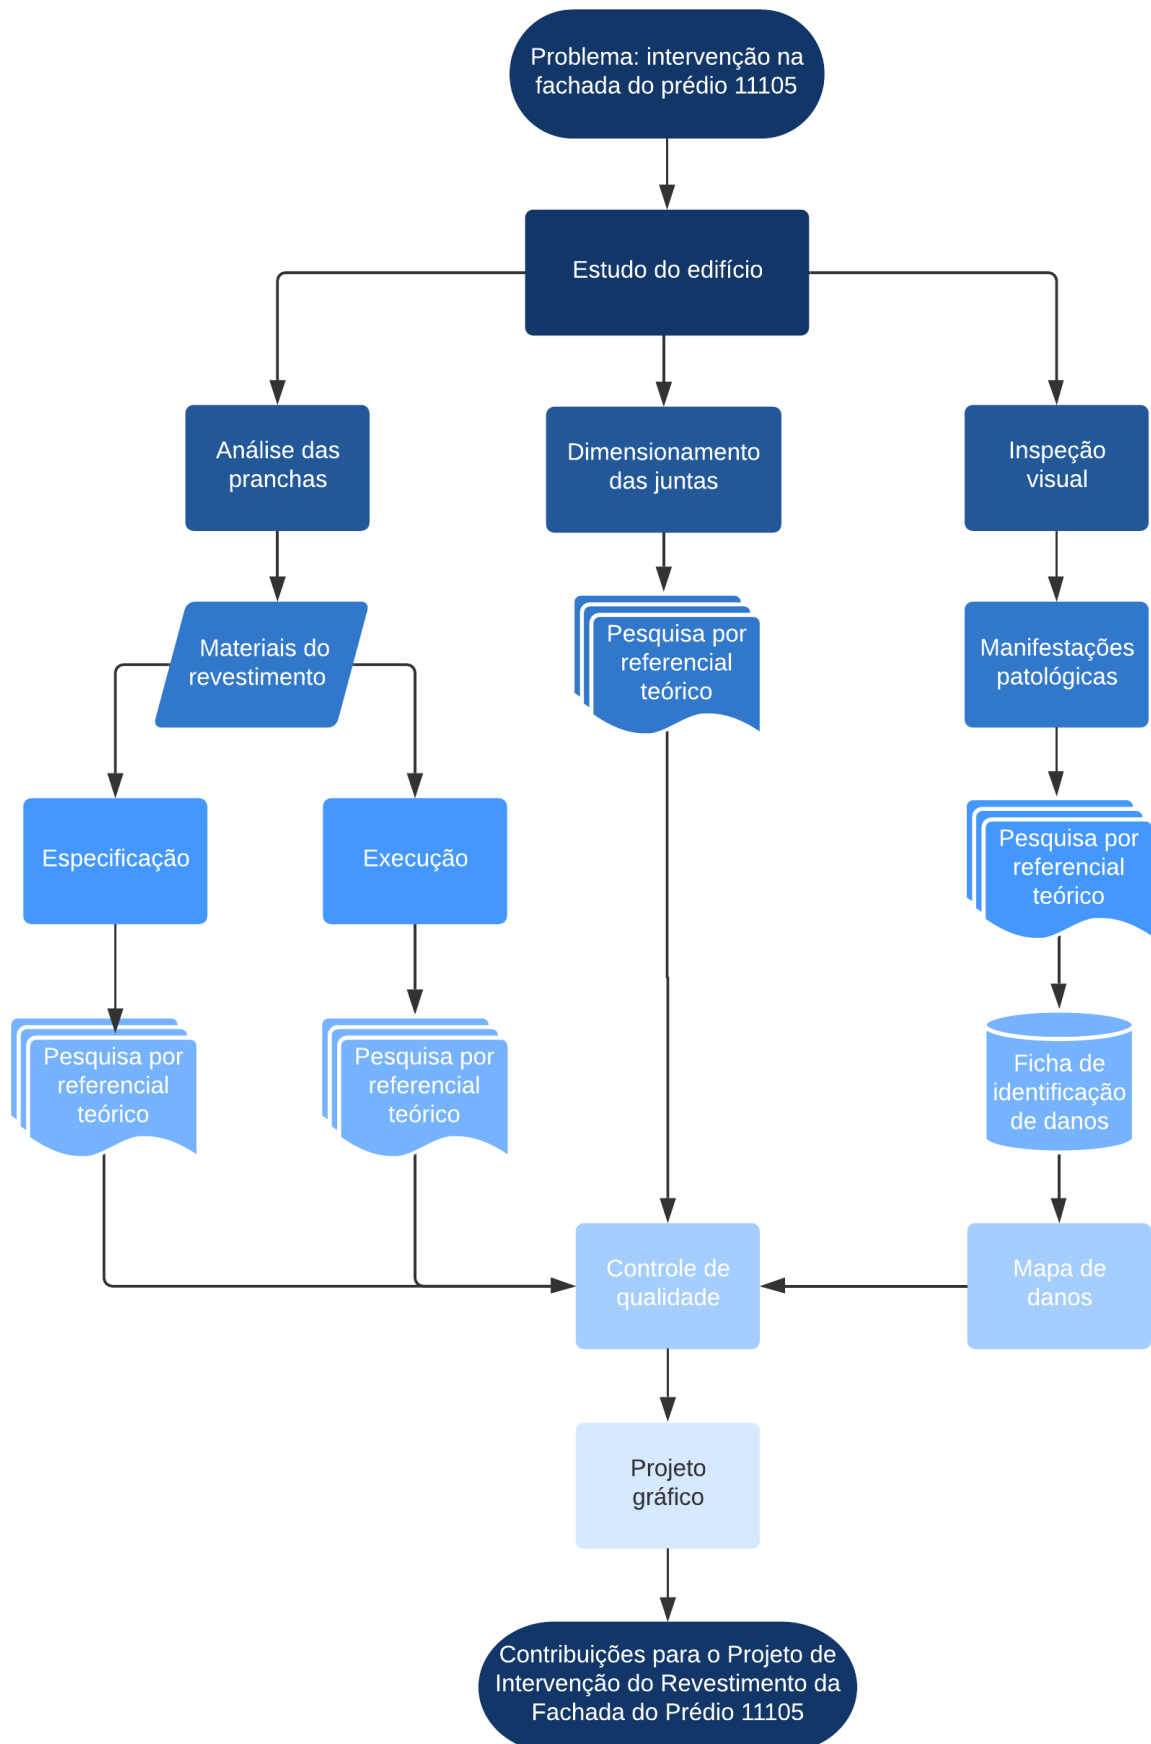 Problema: intervenção na
fachada do prédio 11105
Estudo do edifício
Análise das
pranchas
Dimensionamento
das juntas
Inspeção
visual
Materiais do
revestimento
Pesquisa por
referencial
teórico
Manifestações
patológicas
Especificação
Execução
Pesquisa por
referencial
teórico
Pesquisa por
referencial
teórico
Pesquisa por
referencial
teórico
Ficha de
identificação
de danos
Controle de
qualidade
Mapa de
danos
Projeto
gráfico
Contribuições para o Projeto de
Intervenção do Revestimento da
Fachada do Prédio 11105